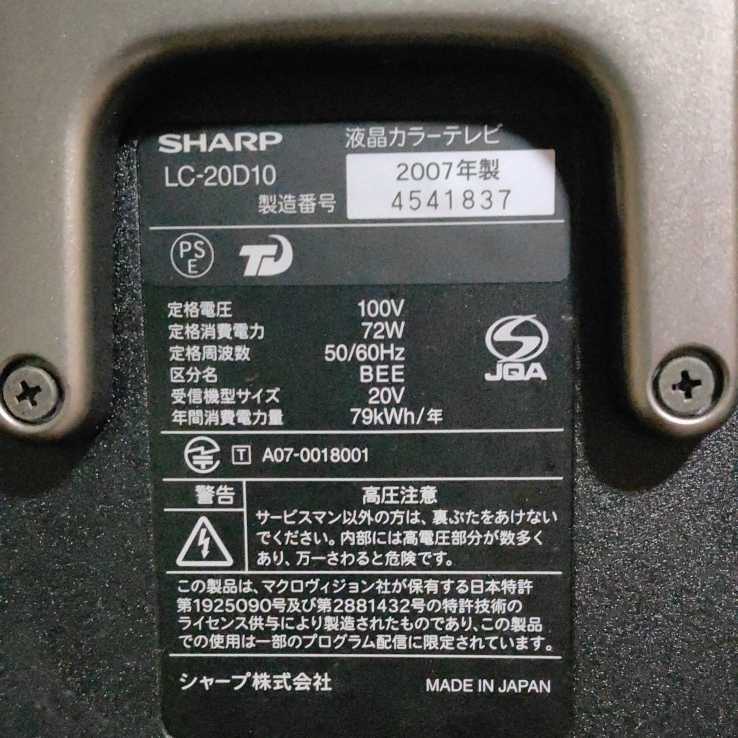 SHARP 液晶カラーテレビ
LC-20D10 2007年製
製造番号 4541837
PS
E
定格電圧 100V
定格消費電力 72W
定格周波数 50/60Hz
区分名 BEE
受信機型サイズ 20V
年間消費電力量 79kWh/年
JQA
T A07-0018001
警告 高圧注意
サービスマン以外の方は、裏ぶたをあけない
でください。内部には高電圧部分が数多く
あり、万一さわると危険です。
この製品は、マクロヴィジョン社が保有する日本特許
第1925090号及び第2881432号の特許技術の
ライセンス供与により製造されたものであり、この製品
での使用は一部のプログラム配信に限定されています。
シャープ株式会社 MADE IN JAPAN